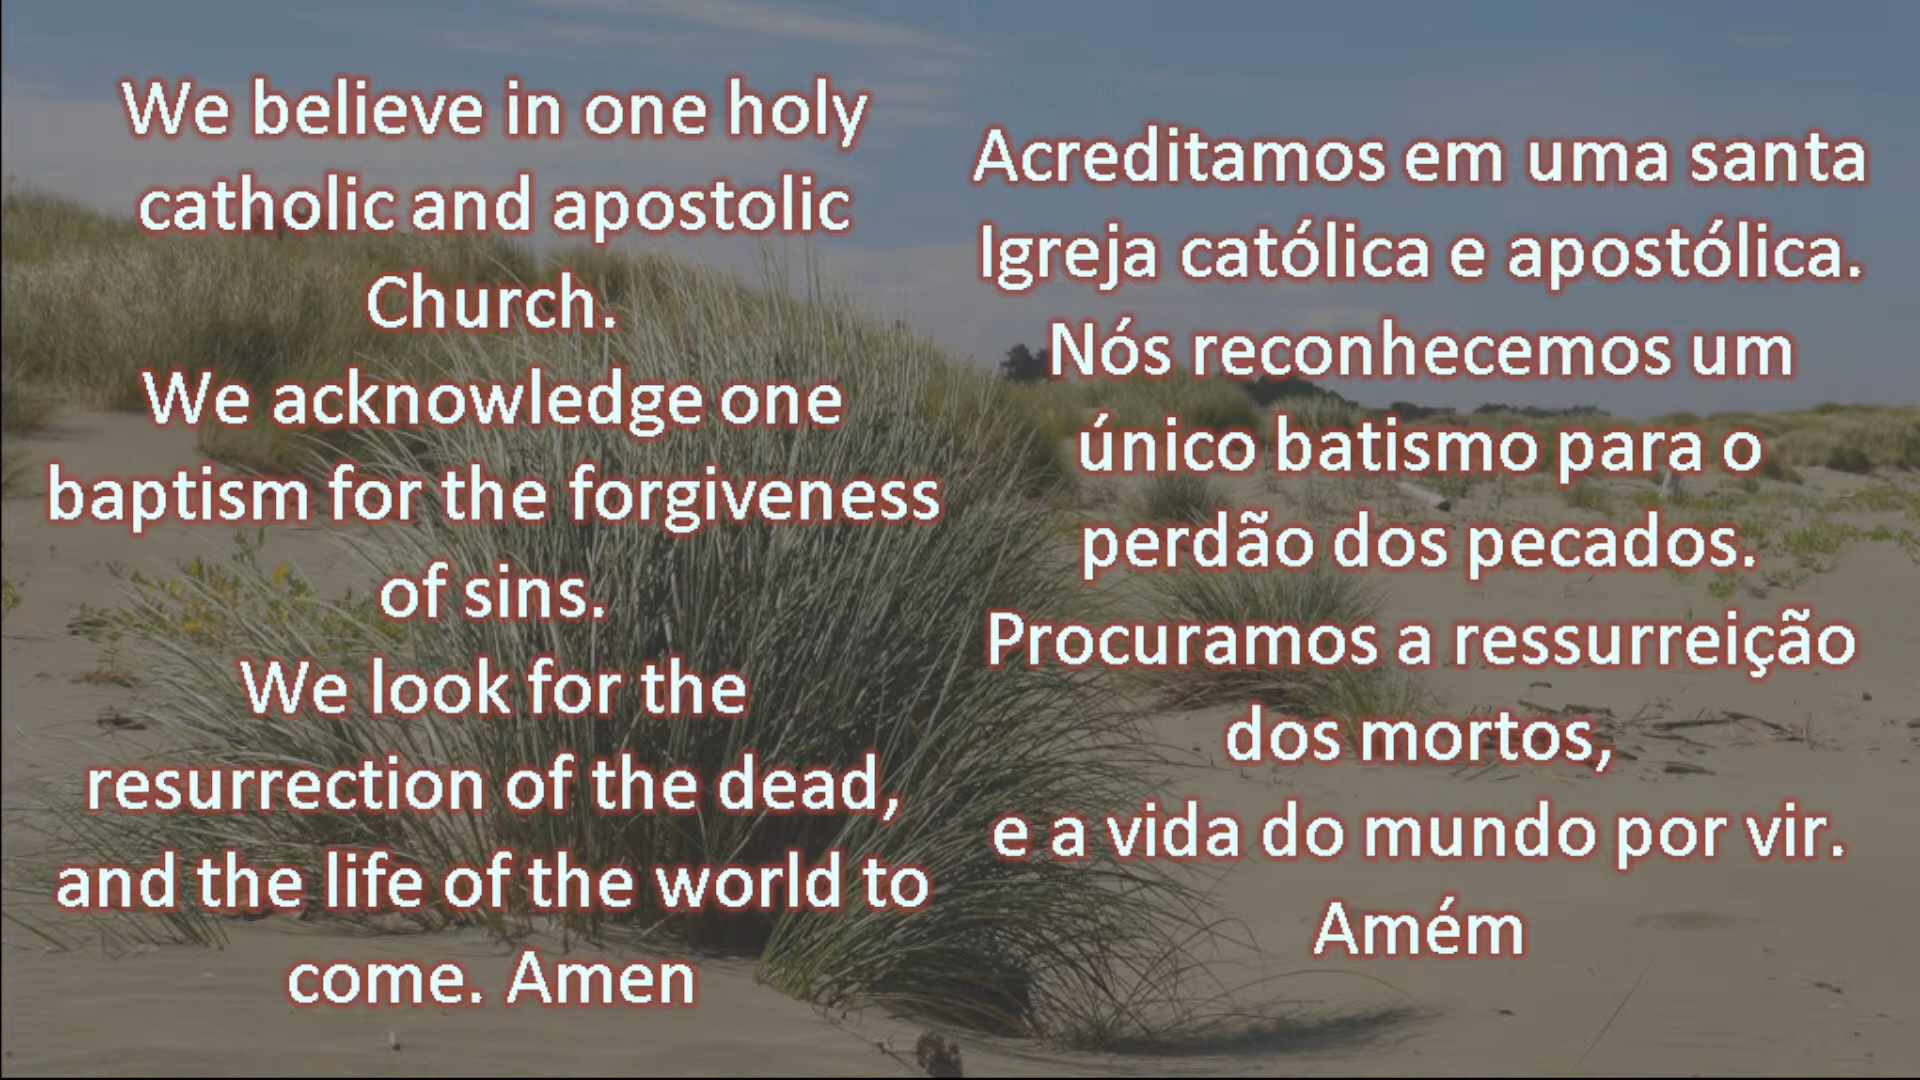 We believe in one holy
catholic and apostolic
Church.
We acknowledge one
baptism for the forgiveness
of sins.
We look for the
resurrection of the dead,
and the life of the world to
come. Amen
Acreditamos em uma santa
Igreja católica e apostólica.
Nós reconhecemos um
único batismo para o
perdão dos pecados.
Procuramos a ressurreição
dos mortos,
e a vida do mundo por vir.
Amém